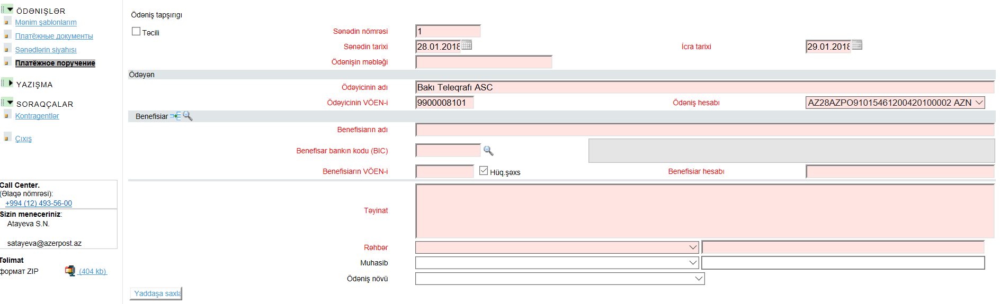 ÖDƏNIŞLƏR
Mənim şablonlarım
Платёжные документы
Sənədlərin siyahısı
Платёжное поручение
YAZIŞMA
SORAQÇALAR
Kontragentlər
Çıxış
Call Center.
(Əlaqə nömrəsi):
+994 (12) 493-56-00
Sizin meneceriniz:
Atayeva S.N.
satayeva@azerpost.az
Təlimat
формат ZIP (404 kb)
Ödəniş tapşırıgı
Təcili
Sənədin nömrəsi 1
Sənədin tarixi 28.01.2018 İcra tarixi 29.01.2018
Ödənişin məbləği
Ödəyən
Ödəyicinin adı Bakı Teleqrafı ASC
Ödəyicinin VÖEN-i 9900008101 Ödəniş hesabı AZ28AZPO91015461200420100002 AZN
Benefisiar
Benefisiarın adı
Benefisar bankın kodu (BIC)
Benefisiarın VÖEN-i Hüq.şəxs Benefisiar hesabı
Təyinat
Rəhbər
Muhasib
Ödəniş növü
Yaddaşa saxla